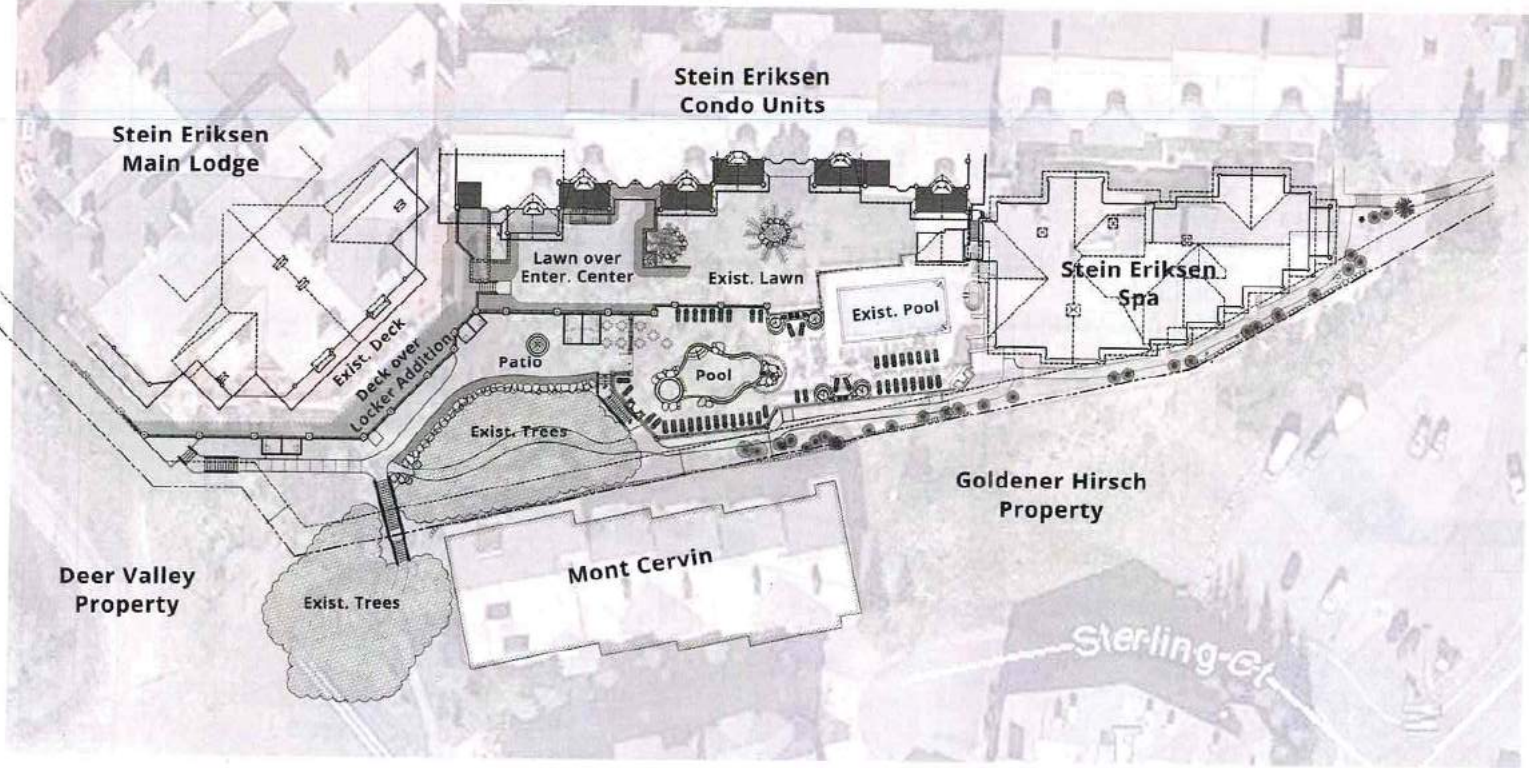 Stein Eriksen
Condo Units
Stein Eriksen
Main Lodge
Lawn over
Enter. Center
Exist. Lawn
Stein Eriksen
Spa
Exist. Pool
Exist. Deck
Deck over
Locker Addition
Patio
Pool
Exist. Trees
Goldener Hirsch
Property
Mont Cervin
Deer Valley
Property
Exist. Trees
Sterling Ct